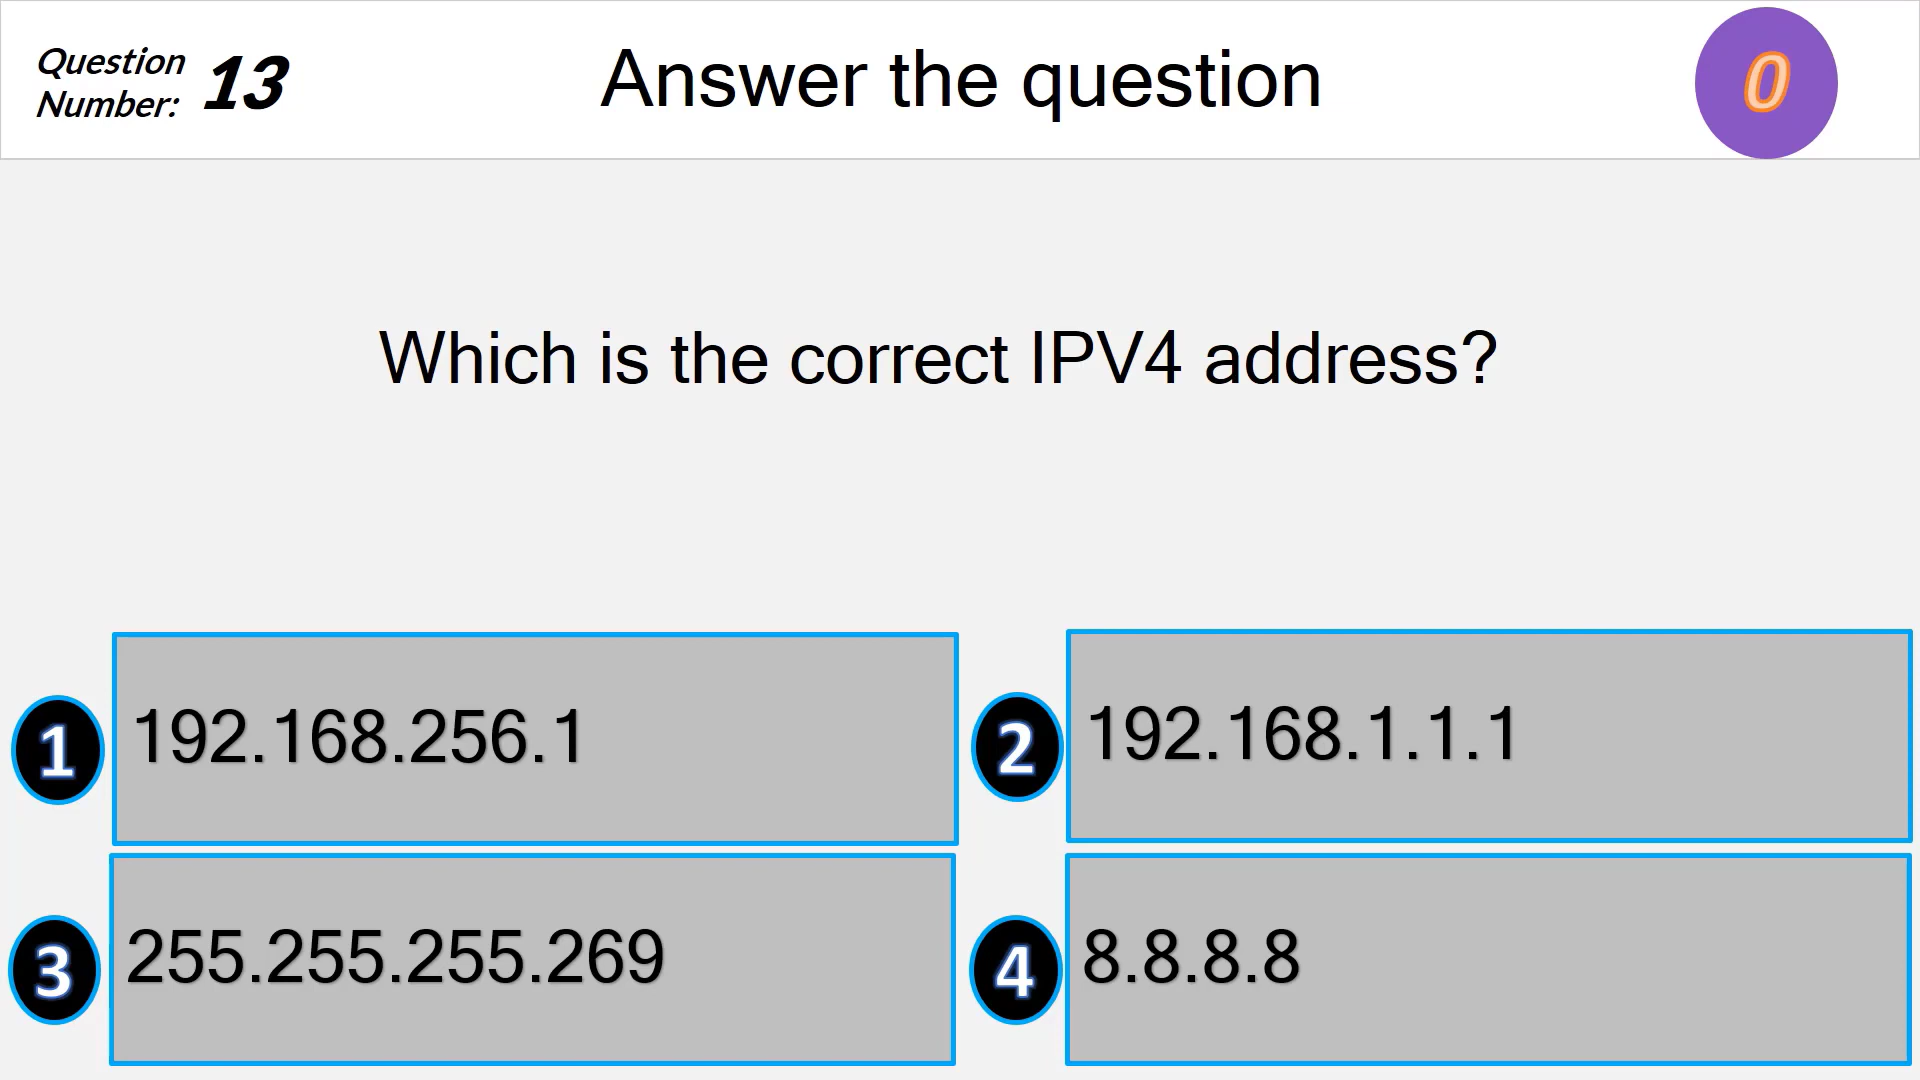 Question
Number: 13
Answer the question
0
Which is the correct IPV4 address?
1 192.168.256.1
2 192.168.1.1.1
3 255.255.255.269
4 8.8.8.8